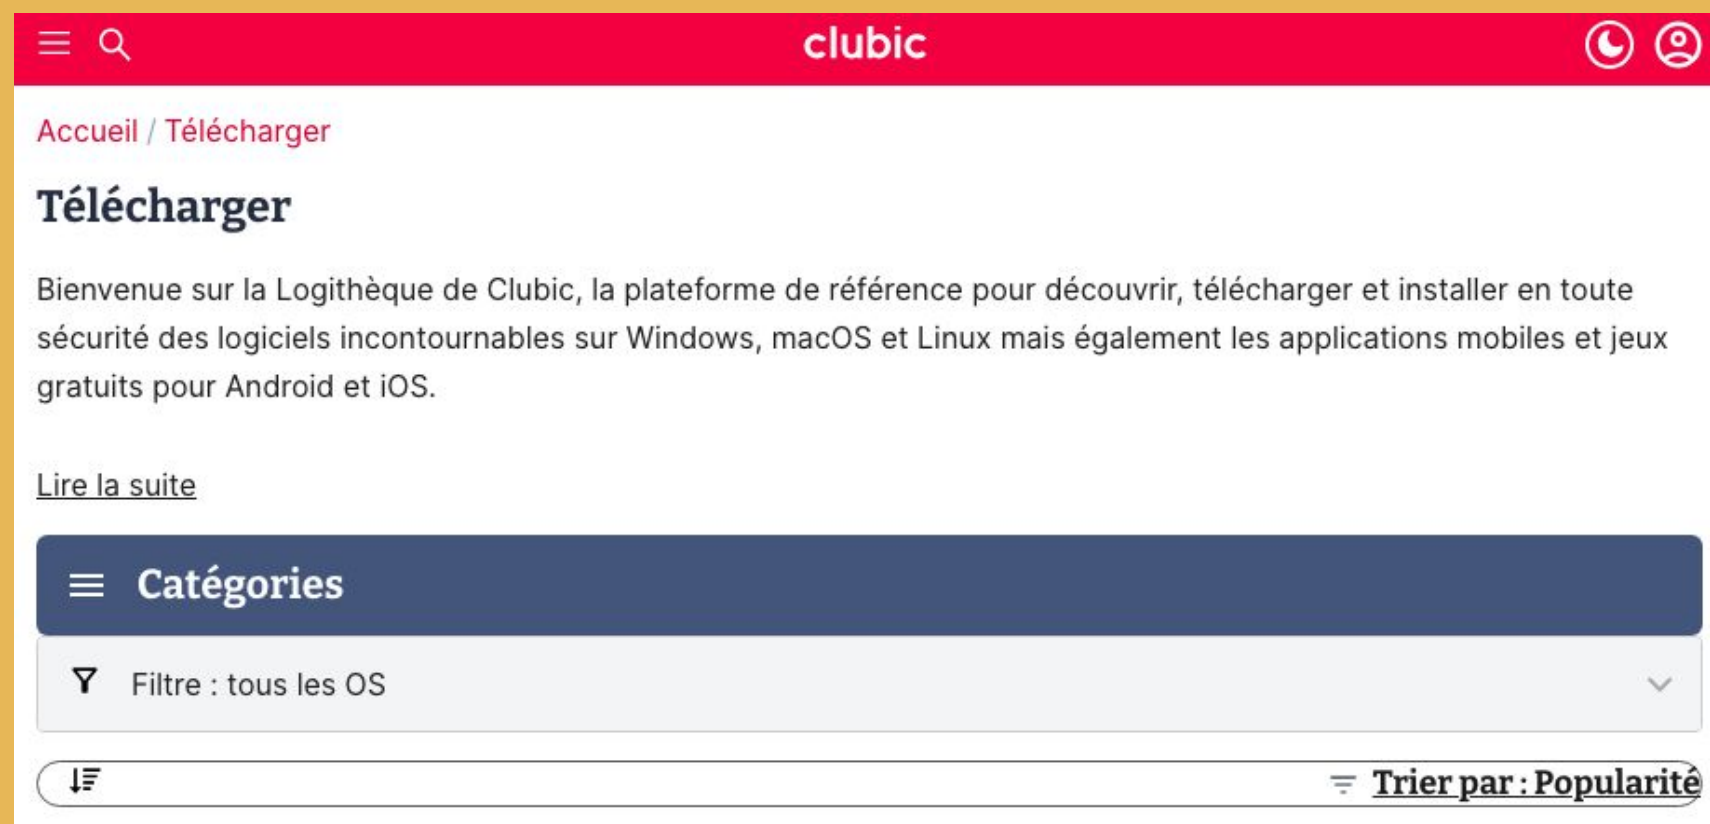 clubic
Accueil / Télécharger
Télécharger
Bienvenue sur la Logithèque de Clubic, la plateforme de référence pour découvrir, télécharger et installer en toute
sécurité des logiciels incontournables sur Windows, macOS et Linux mais également les applications mobiles et jeux
gratuits pour Android et iOS.
Lire la suite
Catégories
Filtre : tous les OS
Trier par : Popularité